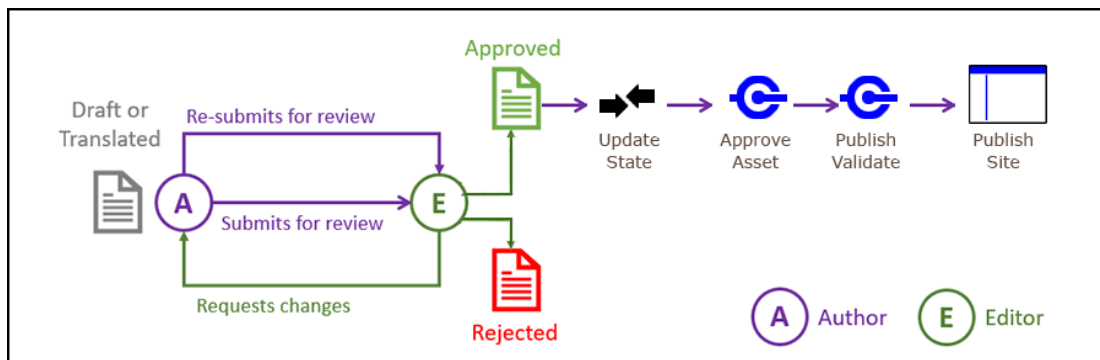 Approved
Draft or
Translated
Re-submits for review
A
E
Submits for review
Requests changes
Rejected
Update
State
Approve
Asset
Publish
Validate
Publish
Site
A Author
E Editor